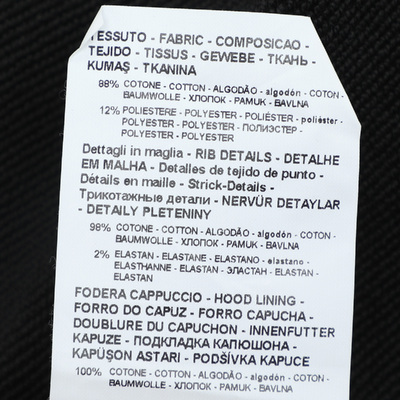 TESSUTO - FABRIC - COMPOSICAO -
TEJIDO - TISSUS - GEWEBE - ТКАНЬ -
KUMAŞ - TKANINA
88% COTONE - COTTON - ALGODÃO - algodón - COTON -
BAUMWOLLE - ХЛОПОК - PAMUK - BAVLNA
12% POLIESTERE - POLYESTER - POLIÉSTER - poliéster -
POLYESTER - POLYESTER - ПОЛИЭСТЕР -
POLYESTER - POLYESTER
Dettagli in maglia - RIB DETAILS - DETALHE
EM MALHA - Detalles de tejido de punto -
Détails en maille - Strick-Details -
Трикотажные детали - NERVÜR DETAYLAR
- DETAILY PLETENINY
98% COTONE - COTTON - ALGODÃO - algodón - COTON -
BAUMWOLLE - ХЛОПОК - PAMUK - BAVLNA
2% ELASTAN - ELASTANE - ELASTANO - elastano -
ELASTHANNE - ELASTAN - ЭЛАСТАН - ELASTAN -
ELASTAN
FODERA CAPPUCCIO - HOOD LINING -
FORRO DO CAPUZ - FORRO CAPUCHA -
DOUBLURE DU CAPUCHON - INNENFUTTER
KAPUZE - ПОДКЛАДКА КАПЮШОНА -
KAPÜŞON ASTARI - PODŠÍVKA KAPUCE
100% COTONE - COTTON - ALGODÃO - algodón - COTON -
BAUMWOLLE - ХЛОПОК - PAMUK - BAVLNA